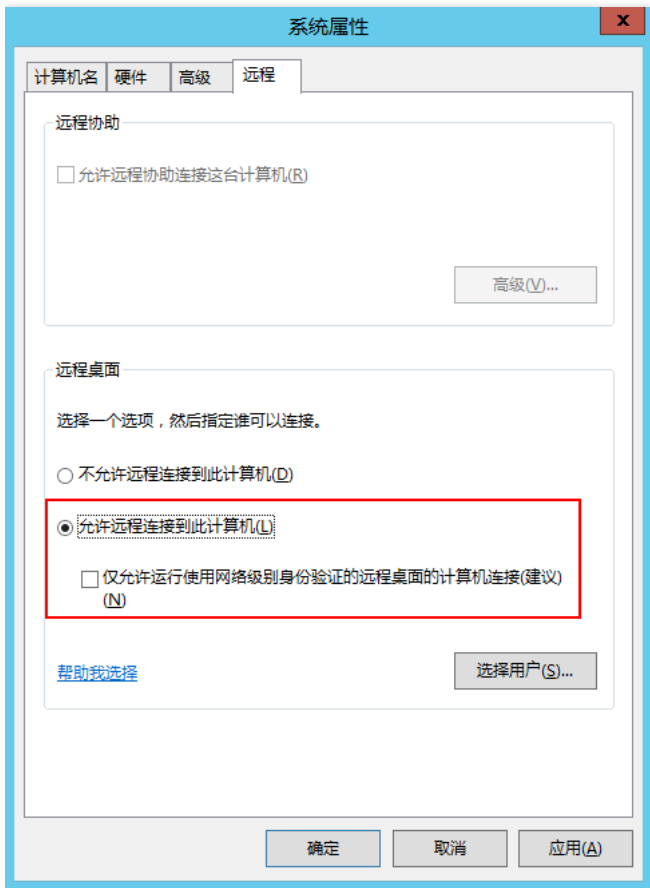 系统属性
x
计算机名 硬件 高级 远程
远程协助
允许远程协助连接这台计算机(R)
高级(V)...
远程桌面
选择一个选项，然后指定谁可以连接。
不允许远程连接到此计算机(D)
允许远程连接到此计算机(L)
仅允许运行使用网络级别身份验证的远程桌面的计算机连接(建议)
(N)
帮助我选择 选择用户(S)...
确定 取消 应用(A)